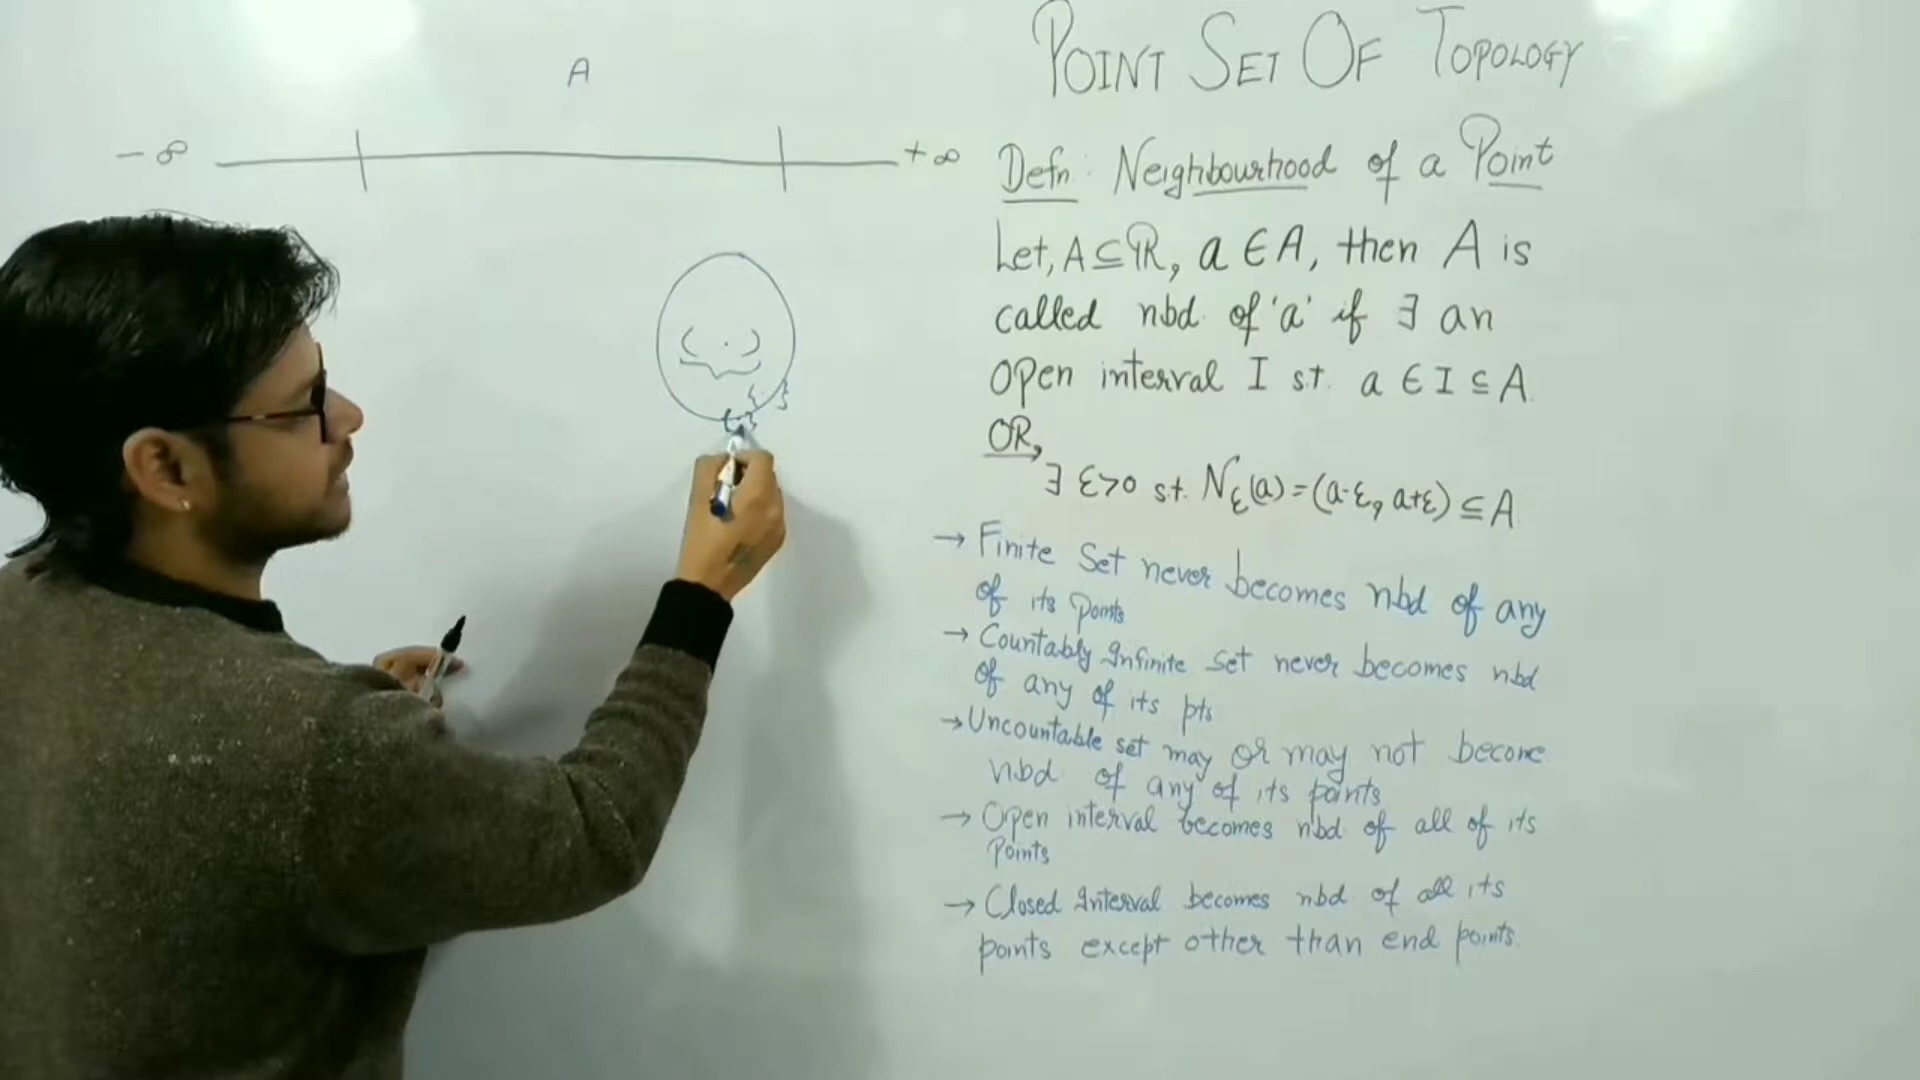 A
- ∞
+ ∞
POINT SET OF TOPOLOGY
Defn: Neighbourhood of a Point
Let, A ⊆ ℝ, a ∈ A, then A is
called nbd. of 'a' if ∃ an
open interval I s.t. a ∈ I ⊆ A.
OR,
∃ ε>0 s.t. Nε(a) = (a-ε, a+ε) ⊆ A
→ Finite Set never becomes nbd of any
of its points
→ Countably Infinite set never becomes nbd
of any of its pts
→ Uncountable set may or may not become
nbd. of any of its points
→ Open interval becomes nbd. of all of its
Points
→ Closed Interval becomes nbd of all its
points except other than end points.